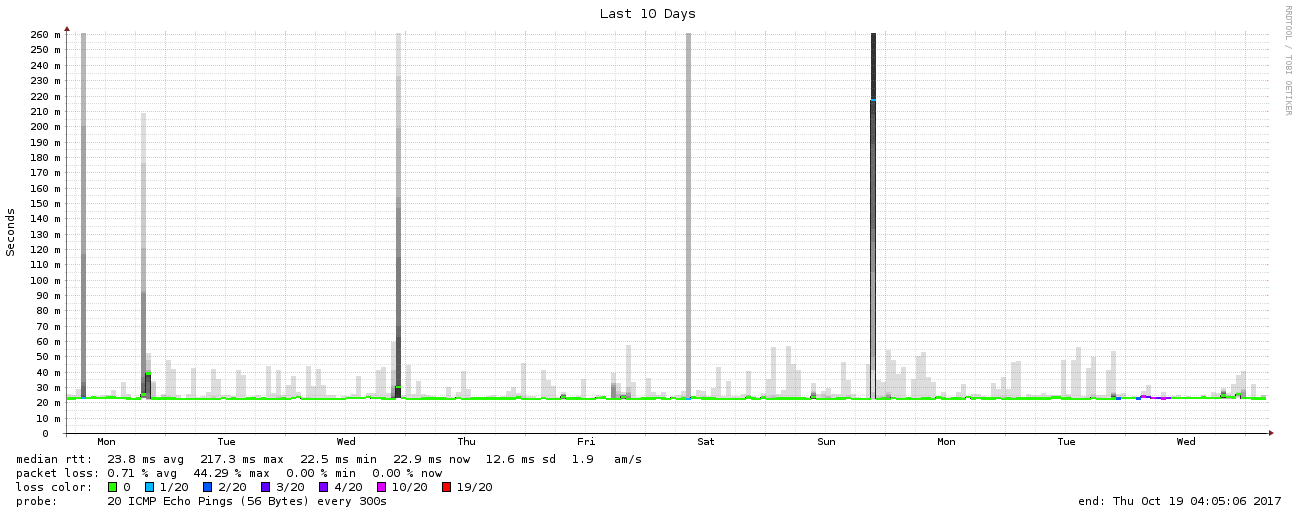 Last 10 Days
RRDTOOL / TOBI OETIKER
Seconds
260 m
250 m
240 m
230 m
220 m
210 m
200 m
190 m
180 m
170 m
160 m
150 m
140 m
130 m
120 m
110 m
100 m
90 m
80 m
70 m
60 m
50 m
40 m
30 m
20 m
10 m
0
Mon Tue Wed Thu Fri Sat Sun Mon Tue Wed
median rtt: 23.8 ms avg 217.3 ms max 22.5 ms min 22.9 ms now 12.6 ms sd 1.9 am/s
packet loss: 0.71 % avg 44.29 % max 0.00 % min 0.00 % now
loss color: 0 1/20 2/20 3/20 4/20 10/20 19/20
probe: 20 ICMP Echo Pings (56 Bytes) every 300s end: Thu Oct 19 04:05:06 2017